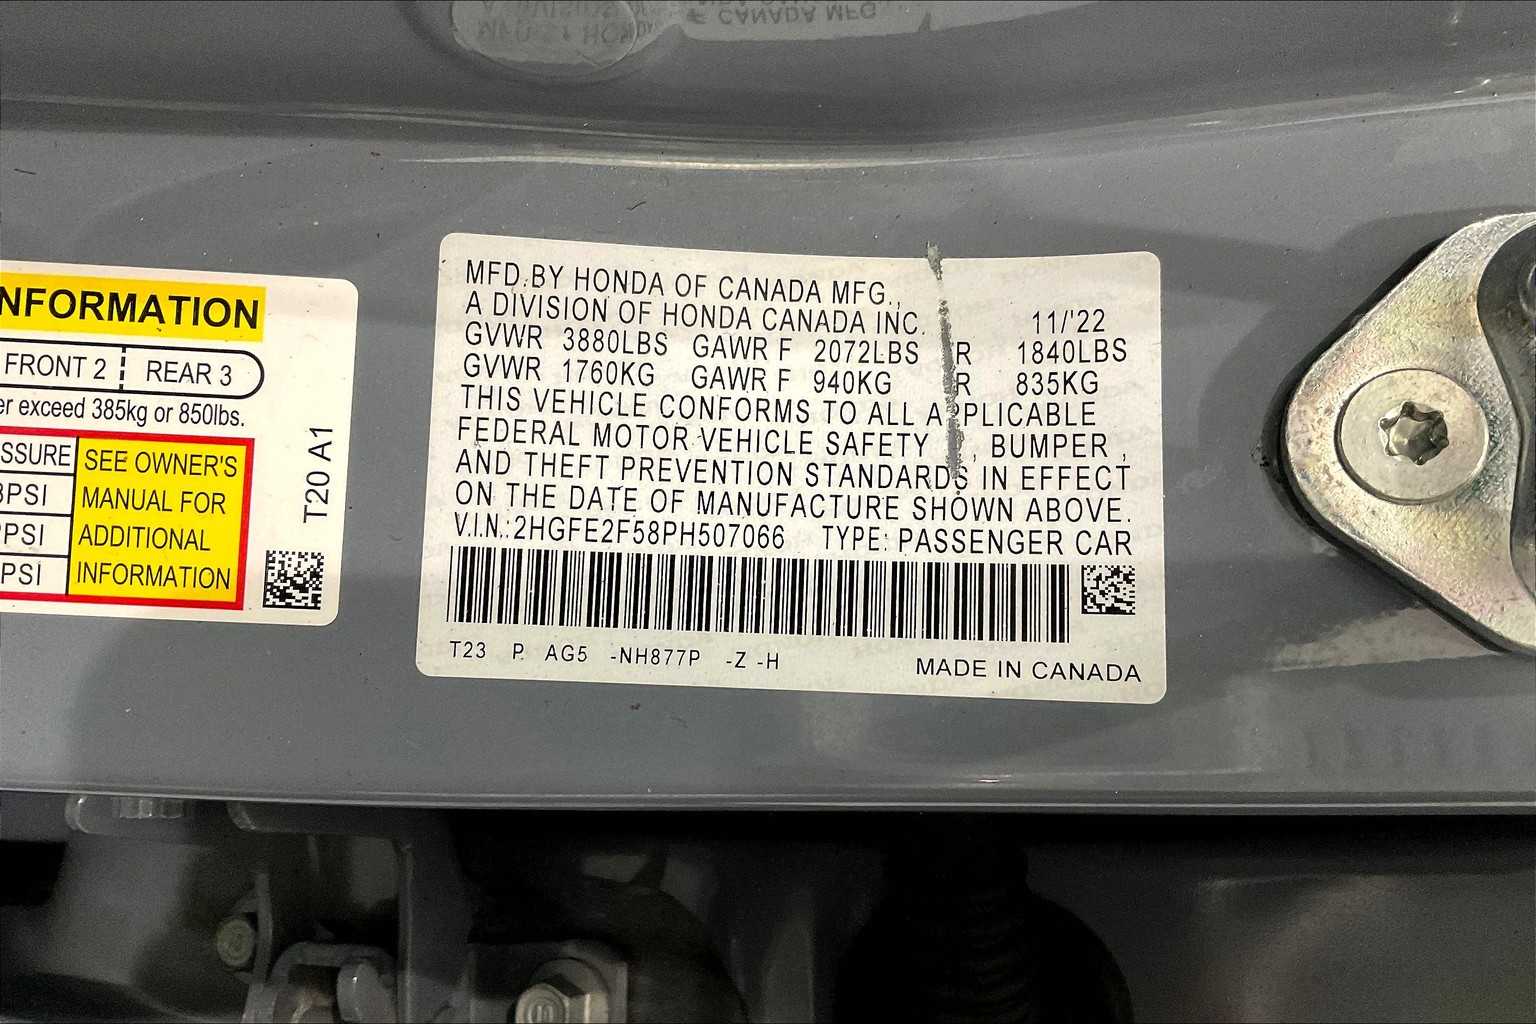 NFORMATION
FRONT 2 REAR 3
er exceed 385kg or 850lbs.
SSURE SEE OWNER'S
PSI MANUAL FOR
PSI ADDITIONAL
PSI INFORMATION
T20 A1
MFD.BY HONDA OF CANADA MFG.,
A DIVISION OF HONDA CANADA INC. 11/'22
GVWR 3880LBS GAWR F 2072LBS R 1840LBS
GVWR 1760KG GAWR F 940KG R 835KG
THIS VEHICLE CONFORMS TO ALL APPLICABLE
FEDERAL MOTOR VEHICLE SAFETY , BUMPER ,
AND THEFT PREVENTION STANDARDS IN EFFECT
ON THE DATE OF MANUFACTURE SHOWN ABOVE.
V.I.N.:2HGFE2F58PH507066 TYPE: PASSENGER CAR
T23 P AG5 -NH877P -Z -H
MADE IN CANADA